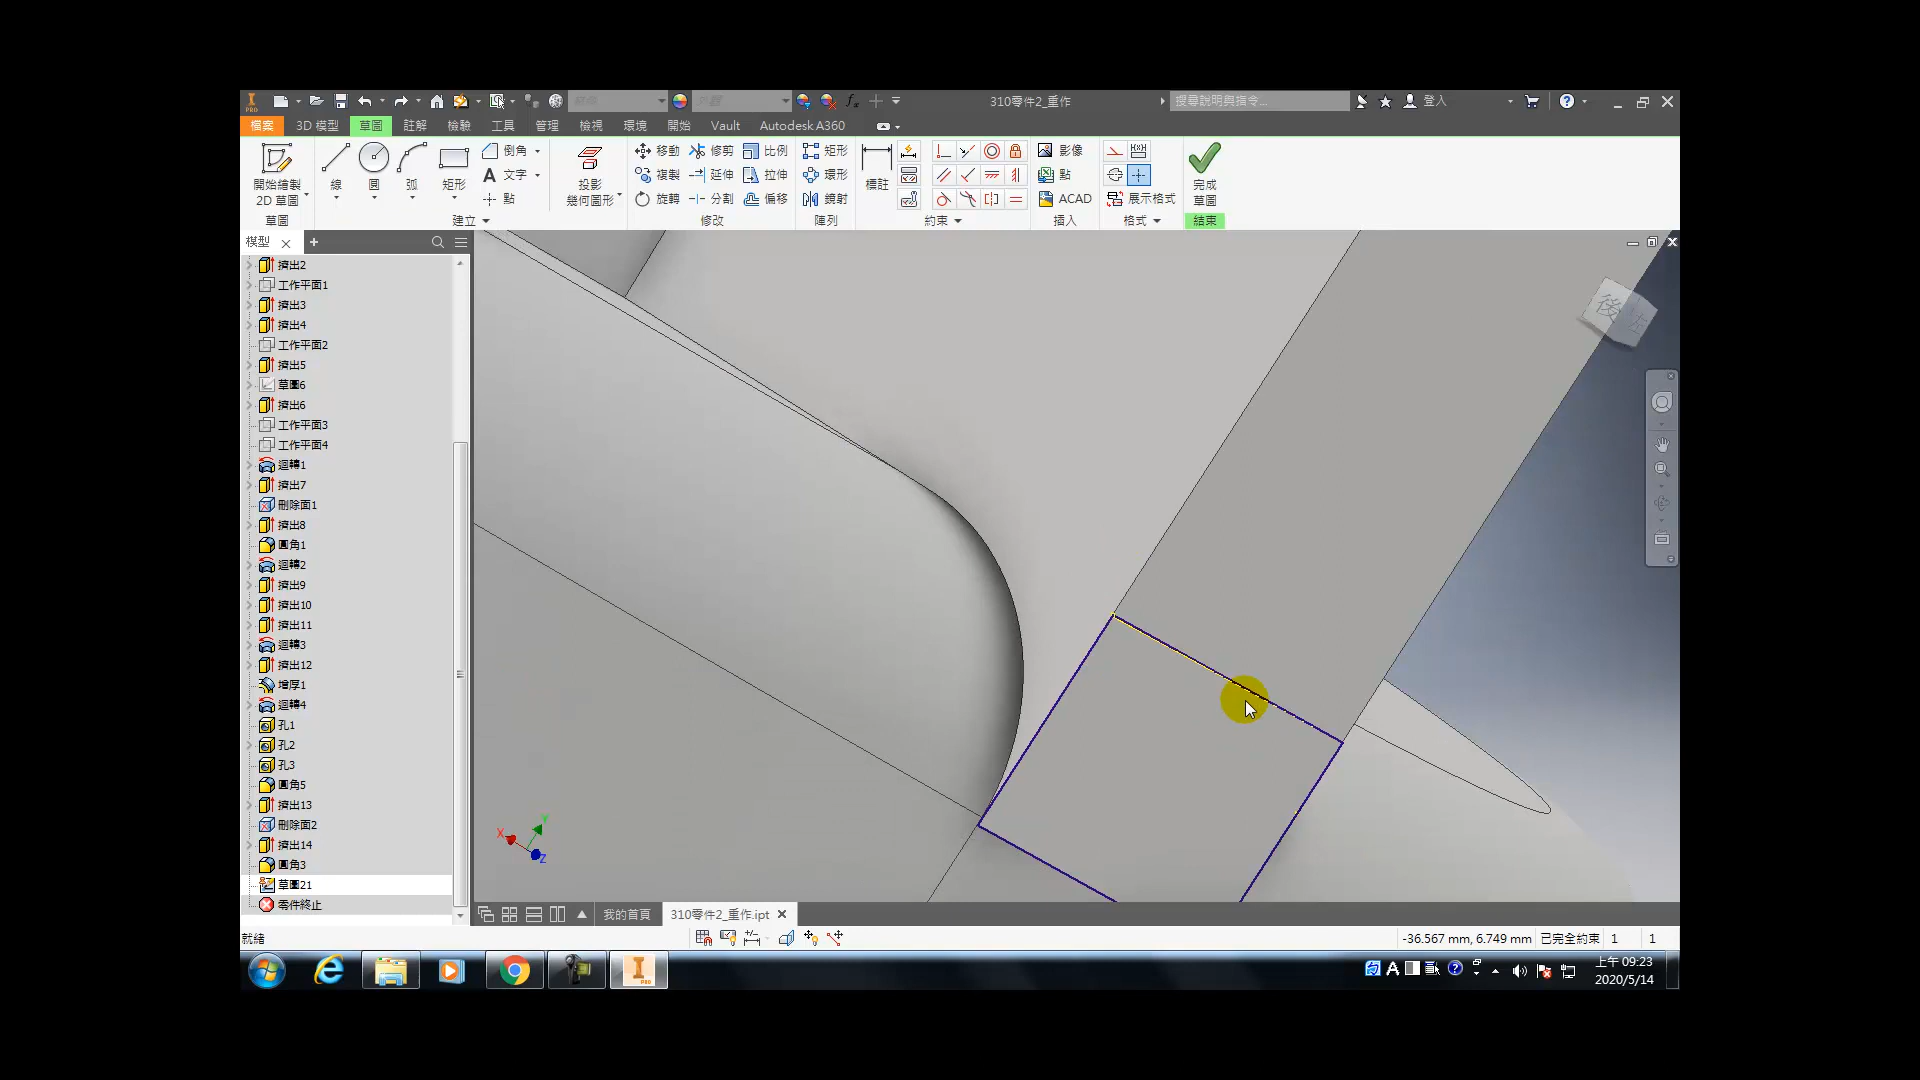 310零件2_重作
搜尋說明與指令...
登入
檔案 3D 模型 草圖 註解 檢驗 工具 管理 檢視 環境 開始 Vault Autodesk A360
開始繪製
2D 草圖
線
圓
弧
矩形
倒角
文字
點
投影
幾何圖形
移動 修剪 比例
複製 延伸 拉伸
旋轉 分割 偏移
矩形
環形
鏡射
標註
影像
點
ACAD
展示格式
完成
草圖
草圖 建立 修改 陣列 約束 插入 格式 結束
模型
擠出2
工作平面1
擠出3
擠出4
工作平面2
擠出5
草圖6
擠出6
工作平面3
工作平面4
迴轉1
擠出7
刪除面1
擠出8
圓角1
迴轉2
擠出9
擠出10
擠出11
迴轉3
擠出12
增厚1
迴轉4
孔1
孔2
孔3
圓角5
擠出13
刪除面2
擠出14
圓角3
草圖21
零件終止
後
左
X
Y
Z
我的首頁
310零件2_重作.ipt
就緒
-36.567 mm, 6.749 mm 已完全約束 1 1
上午 09:23
2020/5/14